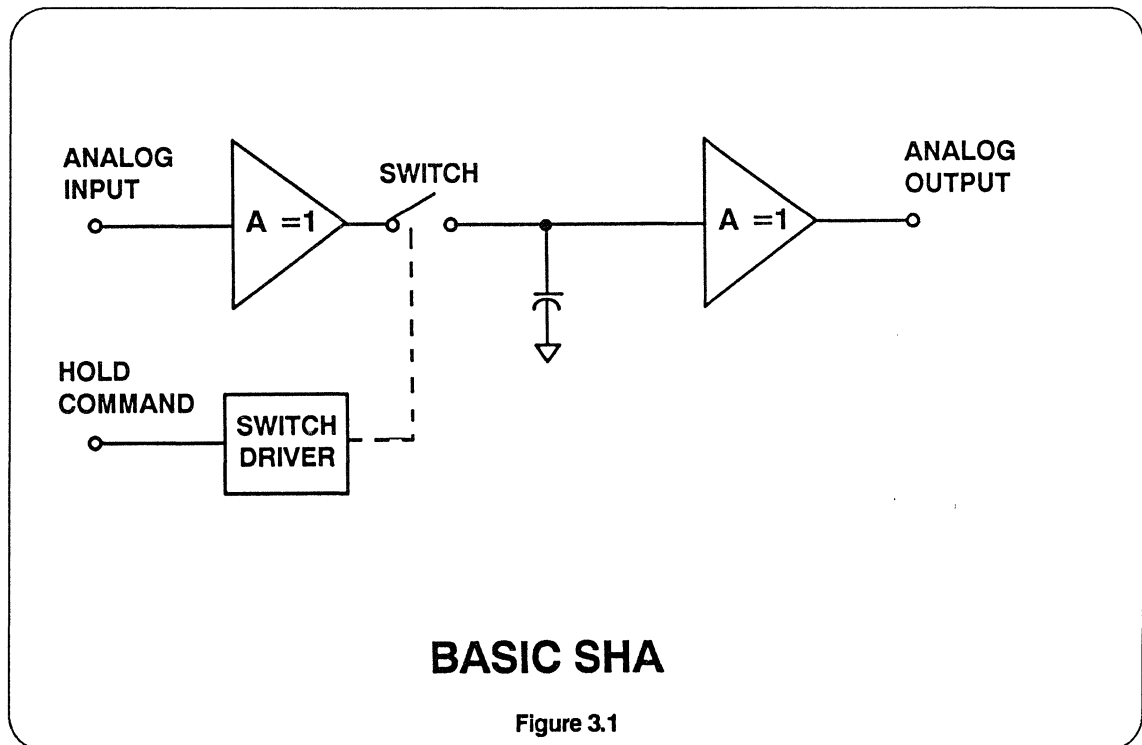 ANALOG
INPUT
A =1
SWITCH
A =1
ANALOG
OUTPUT
HOLD
COMMAND
SWITCH
DRIVER
BASIC SHA
Figure 3.1